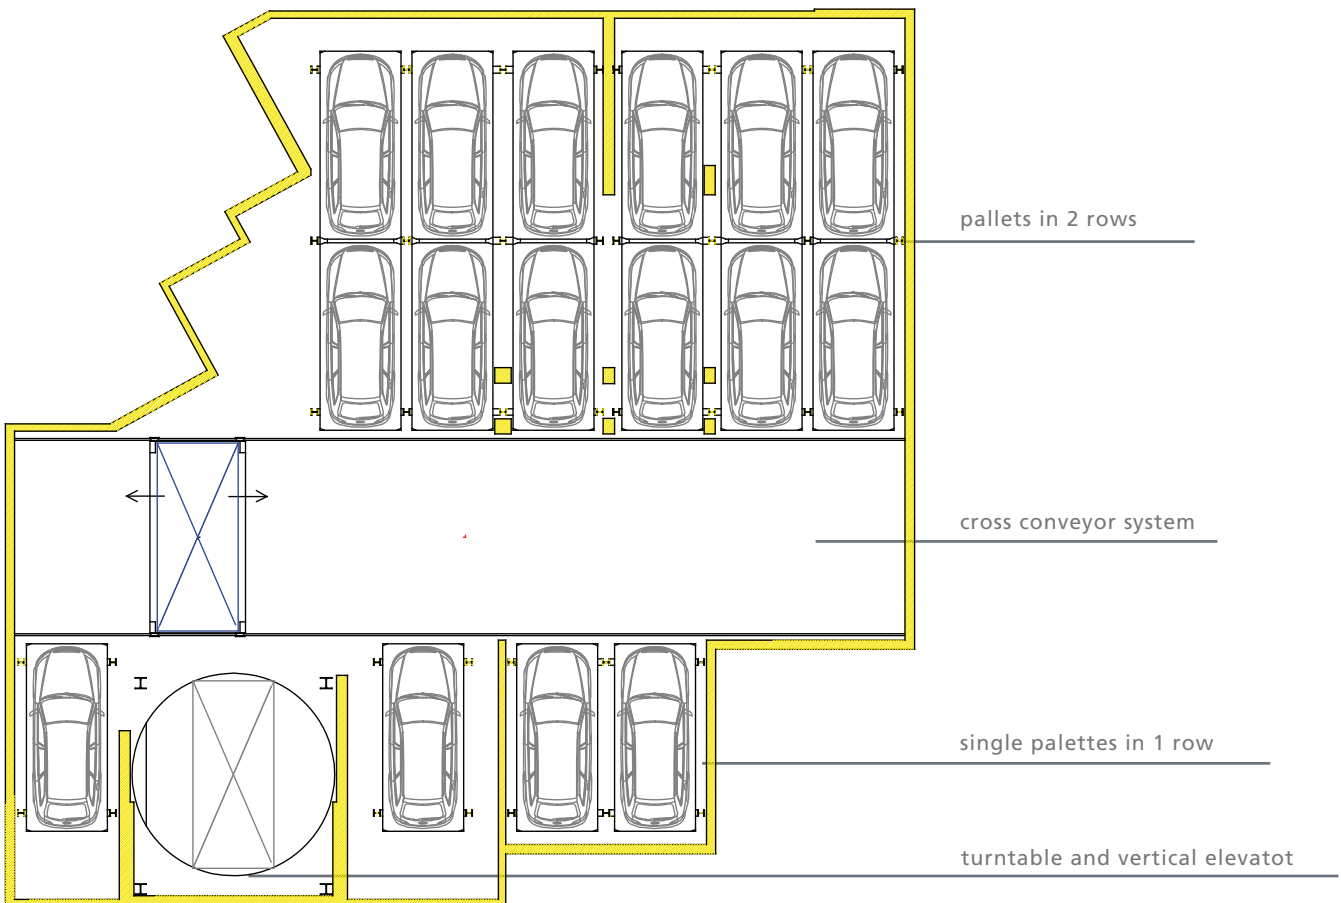 pallets in 2 rows
cross conveyor system
single palettes in 1 row
turntable and vertical elevatot